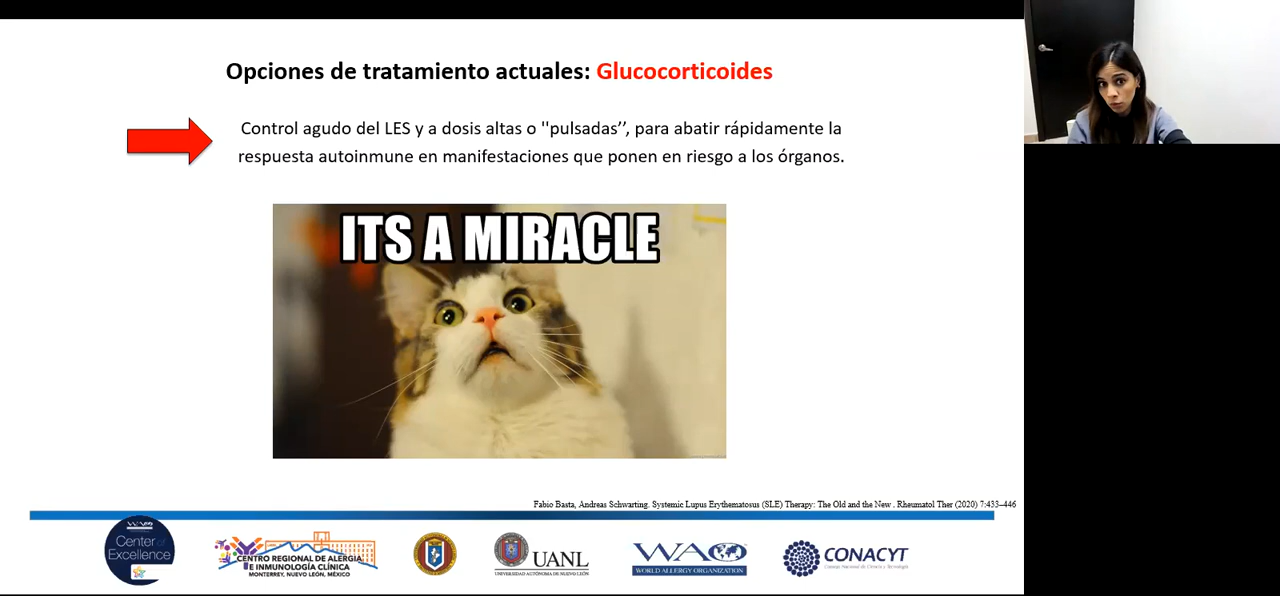 Opciones de tratamiento actuales: Glucocorticoides
Control agudo del LES y a dosis altas o ''pulsadas’’, para abatir rápidamente la
respuesta autoinmune en manifestaciones que ponen en riesgo a los órganos.
ITS A MIRACLE
Fabio Basta, Andreas Schwarting. Systemic Lupus Erythematosus (SLE) Therapy: The Old and the New . Rheumatol Ther (2020) 7:433–446
WAO
Center of
Excellence
CENTRO REGIONAL DE ALERGIA
E INMUNOLOGÍA CLÍNICA
MONTERREY, NUEVO LEÓN, MÉXICO
UANL
UNIVERSIDAD AUTÓNOMA DE NUEVO LEÓN
WAO
WORLD ALLERGY ORGANIZATION
CONACYT
Consejo Nacional de Ciencia y Tecnología